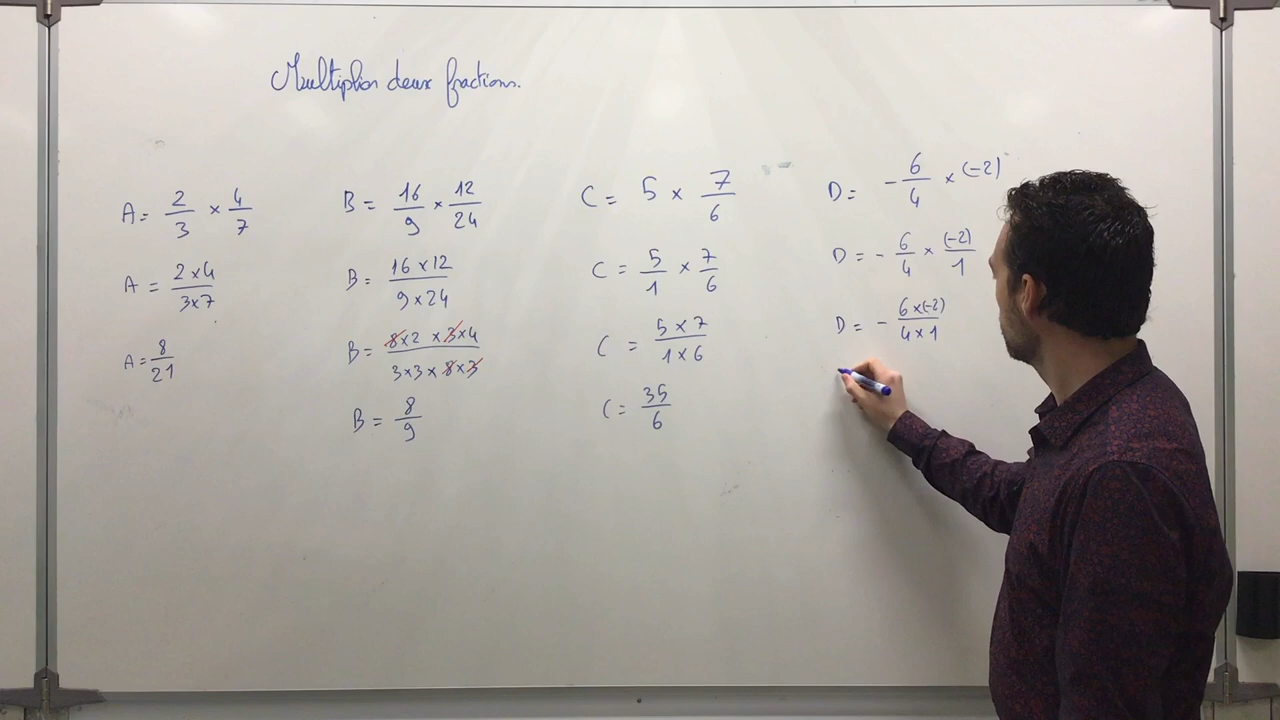 Multiplier deux fractions.
A = 2/3 × 4/7
A = 2×4/3×7
A = 8/21
B = 16/9 × 12/24
B = 16×12/9×24
B = 8×2×3×4/3×3×8×3
B = 8/9
C = 5 × 7/6
C = 5/1 × 7/6
C = 5×7/1×6
C = 35/6
D = -6/4 × (-2)
D = -6/4 × (-2)/1
D = -6×(-2)/4×1